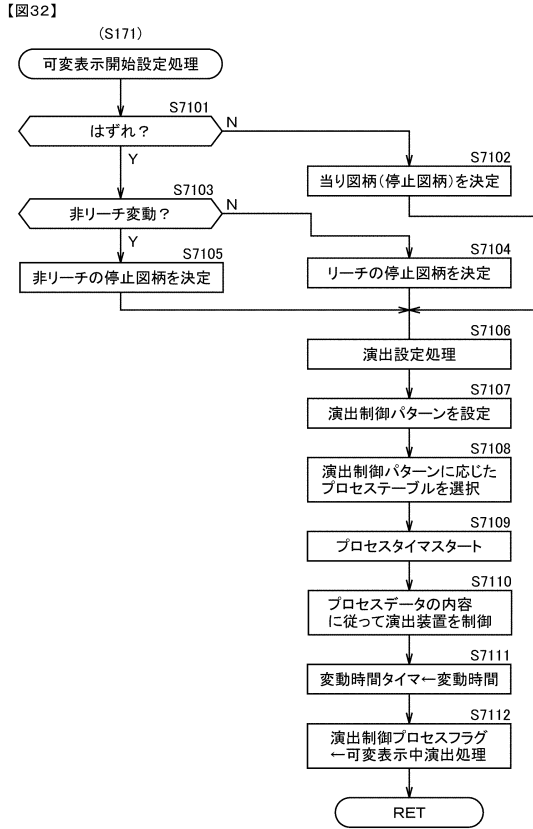 【図32】
(S171)
可変表示開始設定処理
S7101
はずれ？
N
Y
S7102
当り図柄(停止図柄)を決定
S7103
非リーチ変動？
N
Y
S7105
非リーチの停止図柄を決定
S7104
リーチの停止図柄を決定
S7106
演出設定処理
S7107
演出制御パターンを設定
S7108
演出制御パターンに応じた
プロセステーブルを選択
S7109
プロセスタイマスタート
S7110
プロセスデータの内容
に従って演出装置を制御
S7111
変動時間タイマ←変動時間
S7112
演出制御プロセスフラグ
←可変表示中演出処理
RET